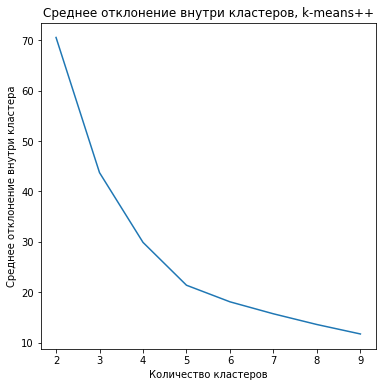 Среднее отклонение внутри кластеров, k-means++
Среднее отклонение внутри кластера
70
60
50
40
30
20
10
2 3 4 5 6 7 8 9
Количество кластеров